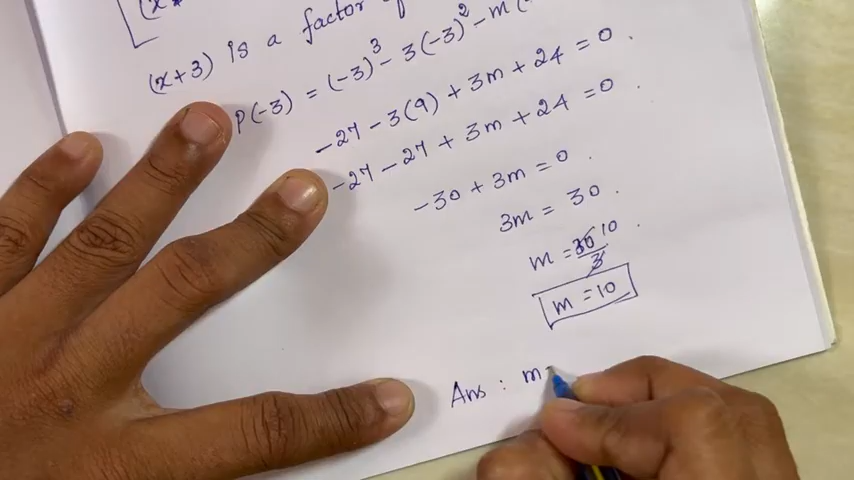 (x
(x+3) is a factor of
P(-3) = (-3)³ - 3(-3)² - m(
-27 - 3(9) + 3m + 24 = 0.
-27 - 27 + 3m + 24 = 0
-30 + 3m = 0.
3m = 30.
m = 30/3 10.
m = 10
Ans : m